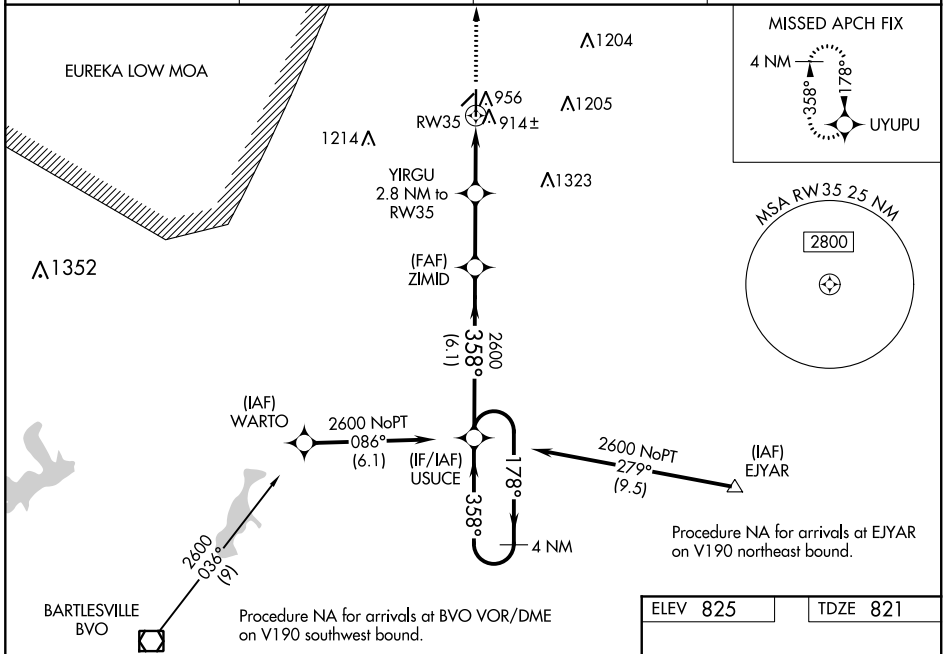 EUREKA LOW MOA
1204
MISSED APCH FIX
4 NM
358°
178°
UYUPU
956
1205
RW35
914±
1214
YIRGU
2.8 NM to
RW35
1323
MSA RW35 25 NM
2800
1352
(FAF)
ZIMID
2600
358°
(6.1)
(IAF)
WARTO
2600 NoPT
086°
(6.1)
(IF/IAF)
USUCE
178°
358°
4 NM
2600 NoPT
279°
(9.5)
(IAF)
EJYAR
Procedure NA for arrivals at EJYAR
on V190 northeast bound.
2600
036°
(9)
BARTLESVILLE
BVO
Procedure NA for arrivals at BVO VOR/DME
on V190 southwest bound.
ELEV 825
TDZE 821